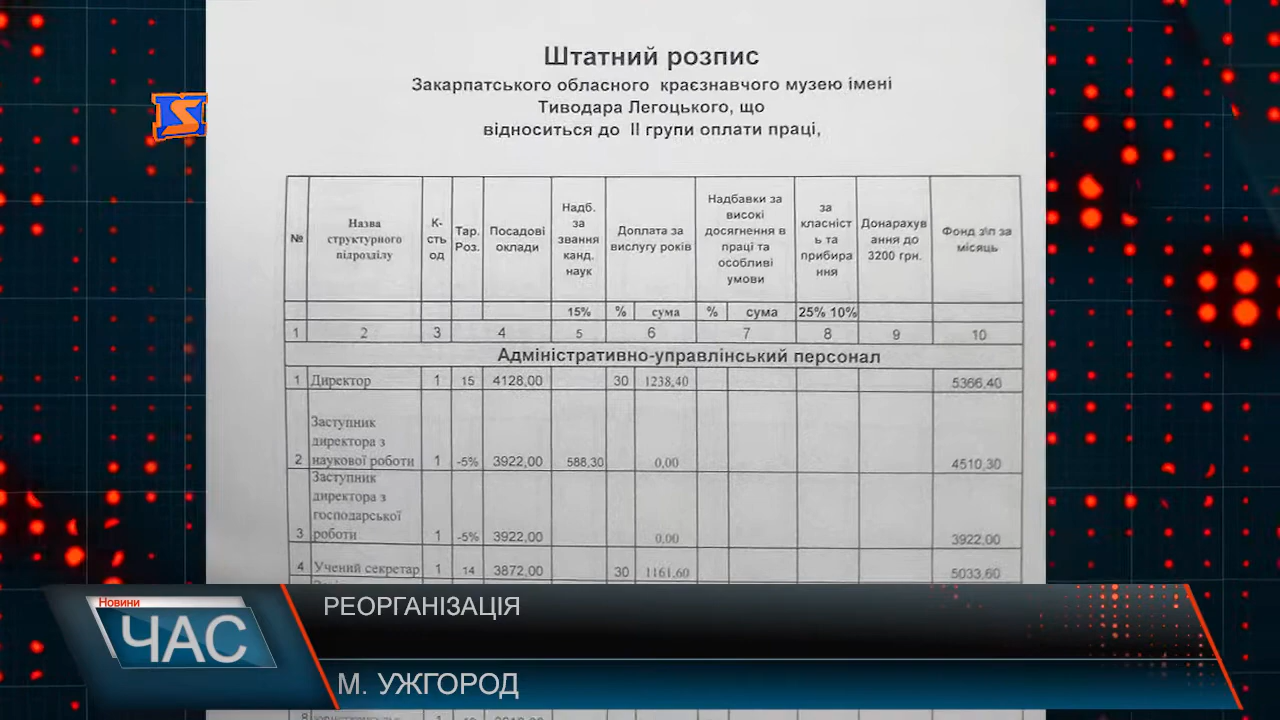 Штатний розпис
Закарпатського обласного краєзнавчого музею імені
Тиводара Легоцького, що
відноситься до II групи оплати праці,
№ Назва структурного підрозділу К-сть од Тар. Роз. Посадові оклади Надб. за звання канд. наук Доплата за вислугу років Надбавки за високі досягнення в праці та особливі умови за класність та прибирання Донарахування до 3200 грн. Фонд з\п за місяць
15% % сума % сума 25% 10%
1 2 3 4 5 6 7 8 9 10
Адміністративно-управлінський персонал
1 Директор 1 15 4128,00 30 1238,40 5366,40
Заступник
директора з
2 наукової роботи 1 -5% 3922,00 588,30 0,00 4510,30
Заступник
директора з
господарської
3 роботи 1 -5% 3922,00 0,00 3922,00
4 Учений секретар 1 14 3872,00 30 1161,60 5033,60
Новини
ЧАС
РЕОРГАНІЗАЦІЯ
М. УЖГОРОД